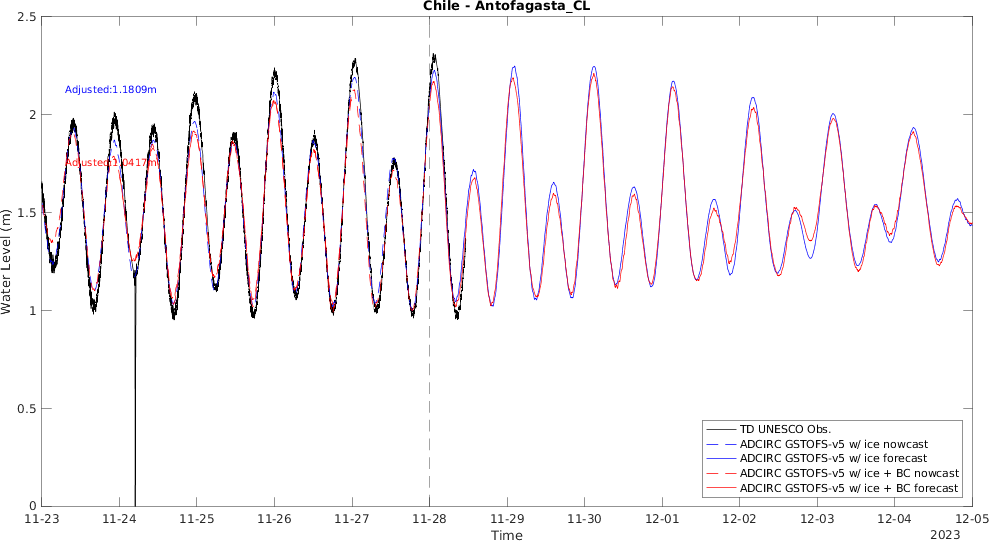 Chile - Antofagasta_CL
2.5
2
1.5
1
0.5
0
Water Level (m)
Adjusted:1.1809m
Adjusted:1.0417m
TD UNESCO Obs.
ADCIRC GSTOFS-v5 w/ ice nowcast
ADCIRC GSTOFS-v5 w/ ice forecast
ADCIRC GSTOFS-v5 w/ ice + BC nowcast
ADCIRC GSTOFS-v5 w/ ice + BC forecast
11-23 11-24 11-25 11-26 11-27 11-28 11-29 11-30 12-01 12-02 12-03 12-04 12-05
Time
2023